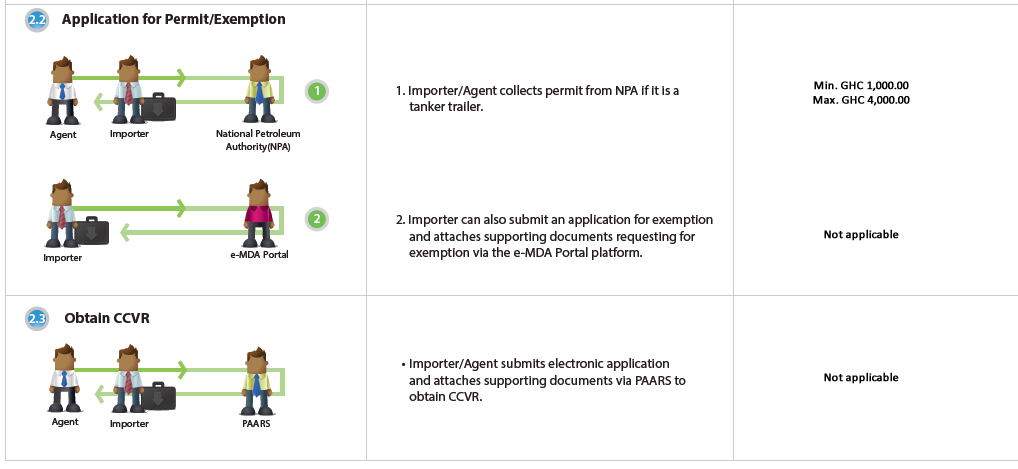 2.2 Application for Permit/Exemption
Agent
Importer
National Petroleum
Authority(NPA)
1
1. Importer/Agent collects permit from NPA if it is a
tanker trailer.
Min. GHC 1,000.00
Max. GHC 4,000.00
Importer
e-MDA Portal
2
2. Importer can also submit an application for exemption
and attaches supporting documents requesting for
exemption via the e-MDA Portal platform.
Not applicable
2.3 Obtain CCVR
Agent
Importer
PAARS
• Importer/Agent submits electronic application
and attaches supporting documents via PAARS to
obtain CCVR.
Not applicable